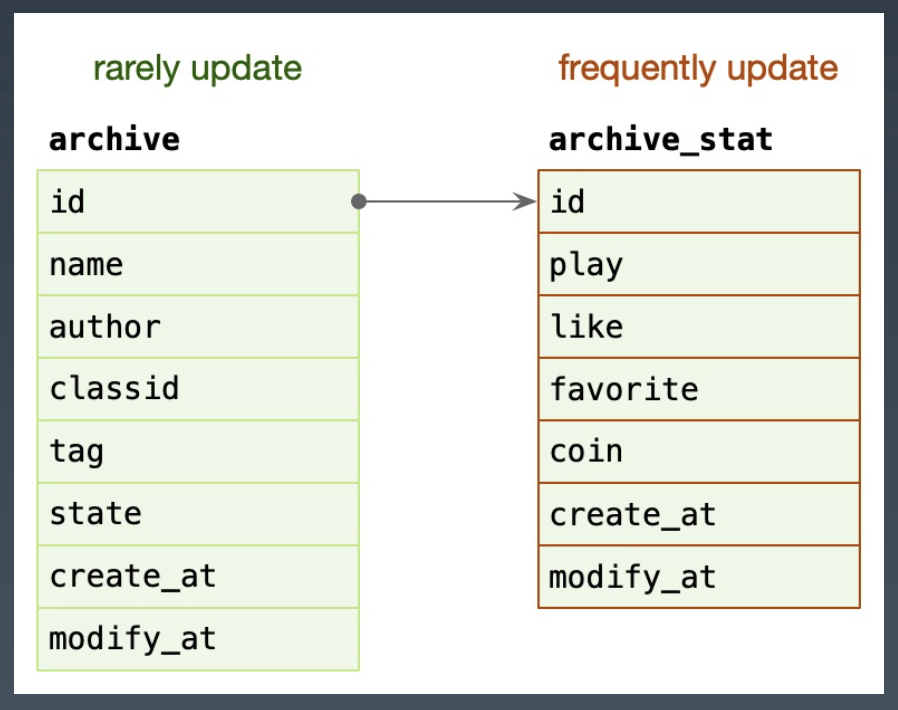 rarely update
archive
id
name
author
classid
tag
state
create_at
modify_at
frequently update
archive_stat
id
play
like
favorite
coin
create_at
modify_at